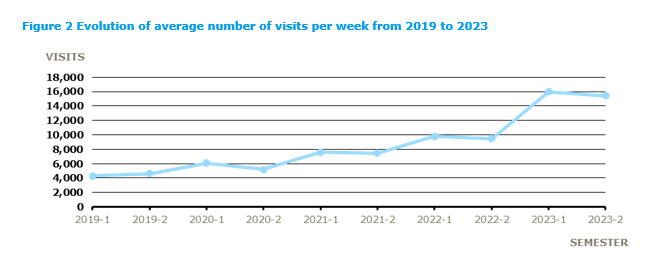 Figure 2 Evolution of average number of visits per week from 2019 to 2023
VISITS
18,000
16,000
14,000
12,000
10,000
8,000
6,000
4,000
2,000
0
2019-1 2019-2 2020-1 2020-2 2021-1 2021-2 2022-1 2022-2 2023-1 2023-2
SEMESTER